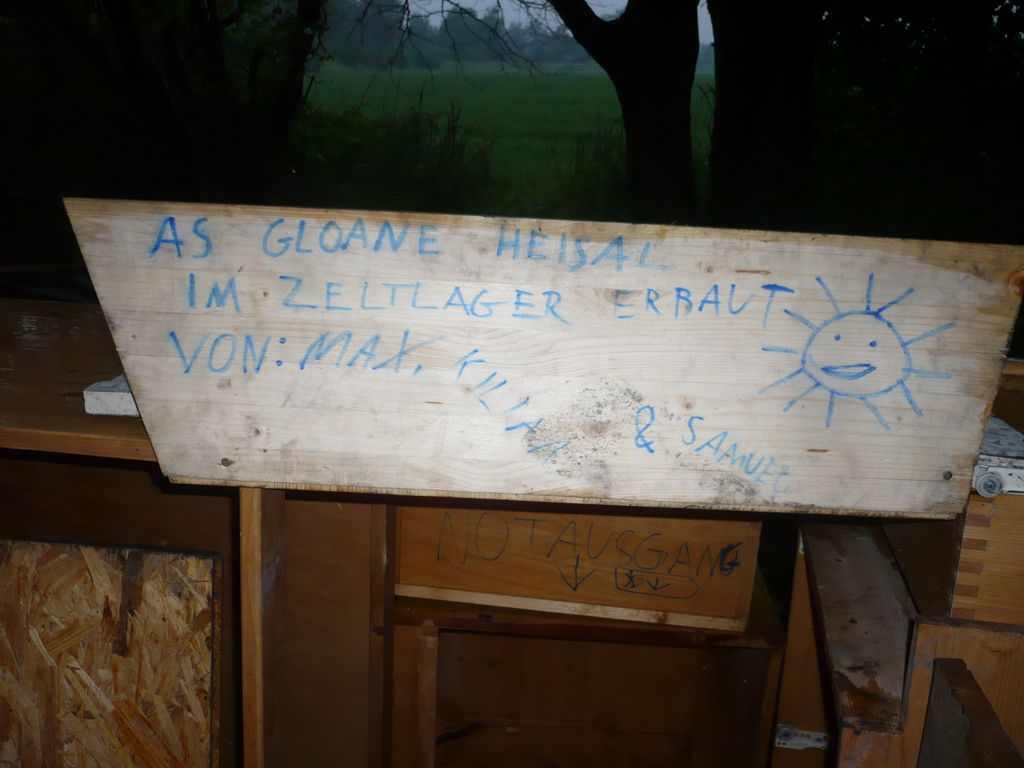 AS GLOANE HEISAL
IM ZELTLAGER ERBAUT
VON: MAX, KILIAN & SAMUEL
NOTAUSGANG